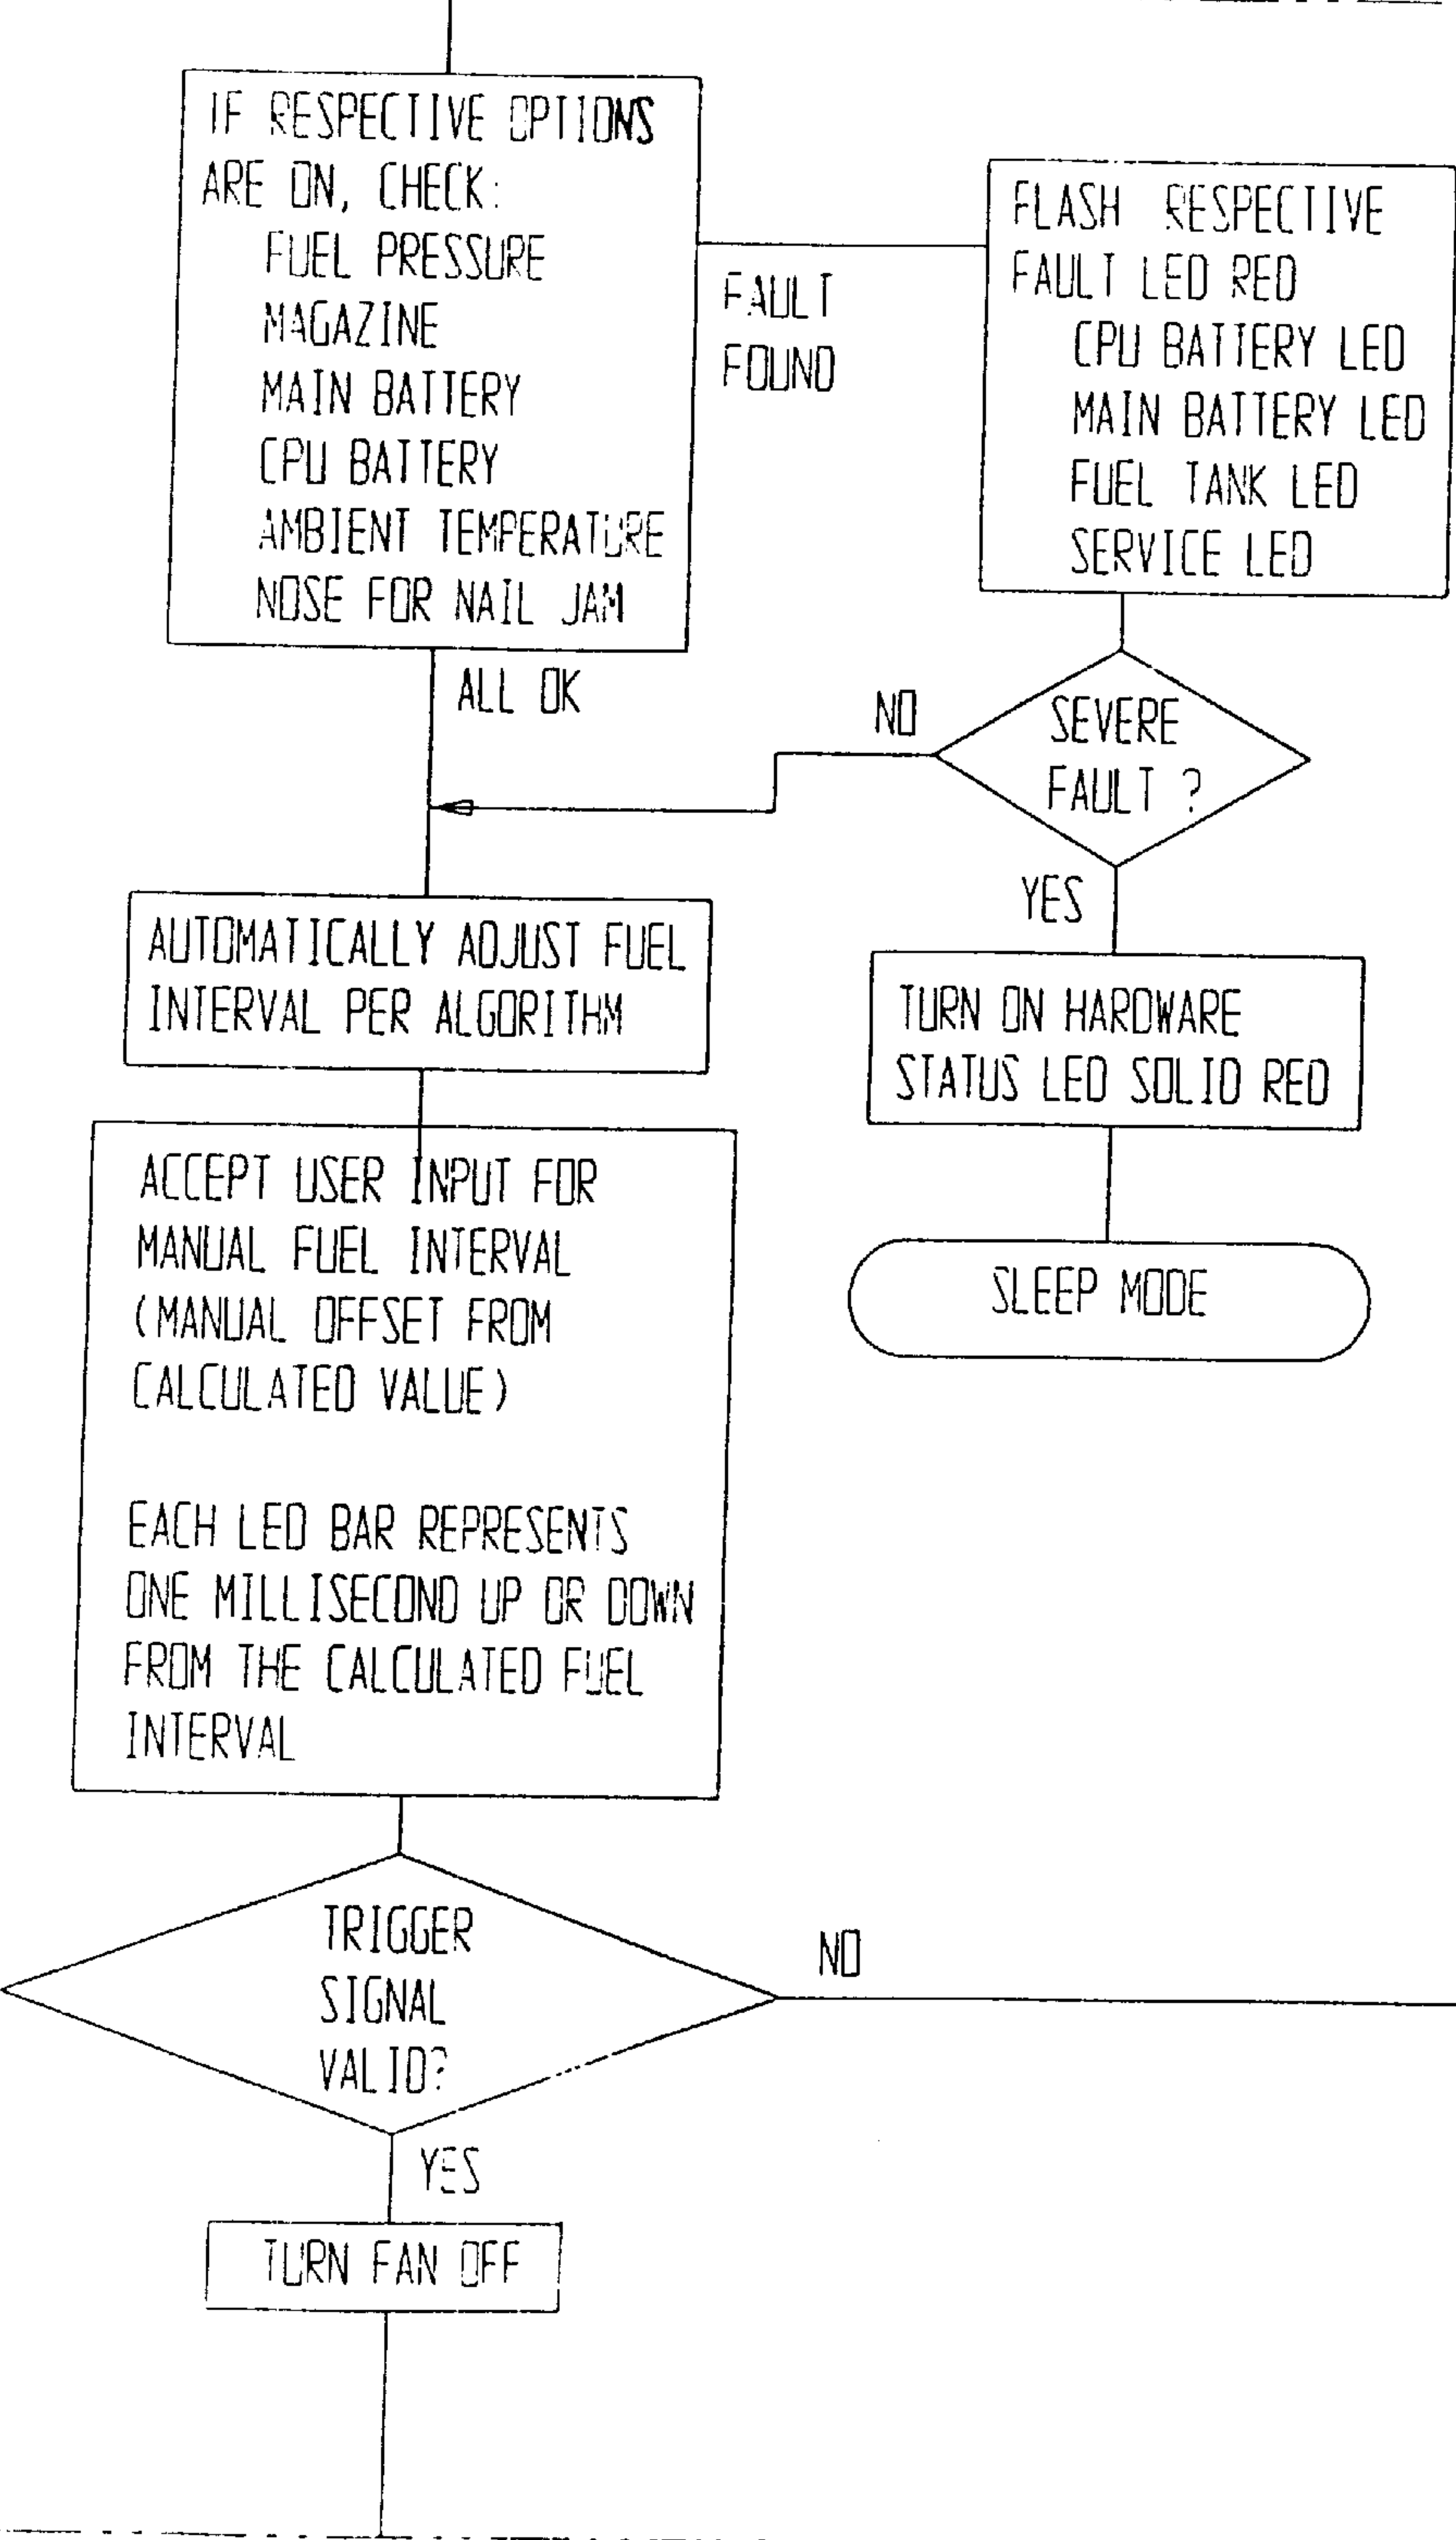 IF RESPECTIVE OPTIONS
ARE ON, CHECK:
FUEL PRESSURE
MAGAZINE
MAIN BATTERY
CPU BATTERY
AMBIENT TEMPERATURE
NOSE FOR NAIL JAM
FAULT
FOUND
FLASH RESPECTIVE
FAULT LED RED
CPU BATTERY LED
MAIN BATTERY LED
FUEL TANK LED
SERVICE LED
ALL OK
NO
SEVERE
FAULT ?
YES
TURN ON HARDWARE
STATUS LED SOLID RED
SLEEP MODE
AUTOMATICALLY ADJUST FUEL
INTERVAL PER ALGORITHM
ACCEPT USER INPUT FOR
MANUAL FUEL INTERVAL
(MANUAL OFFSET FROM
CALCULATED VALUE)
EACH LED BAR REPRESENTS
ONE MILLISECOND UP OR DOWN
FROM THE CALCULATED FUEL
INTERVAL
TRIGGER
SIGNAL
VALID?
NO
YES
TURN FAN OFF